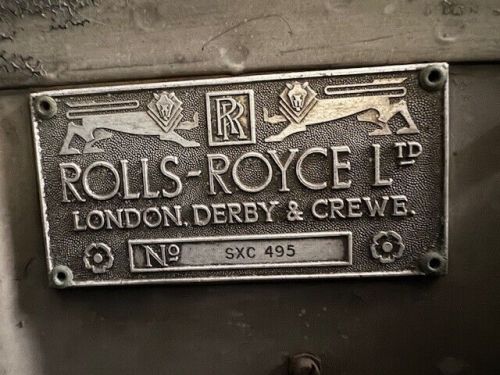 RR
ROLLS-ROYCE LTD
LONDON, DERBY & CREWE.
No SXC 495